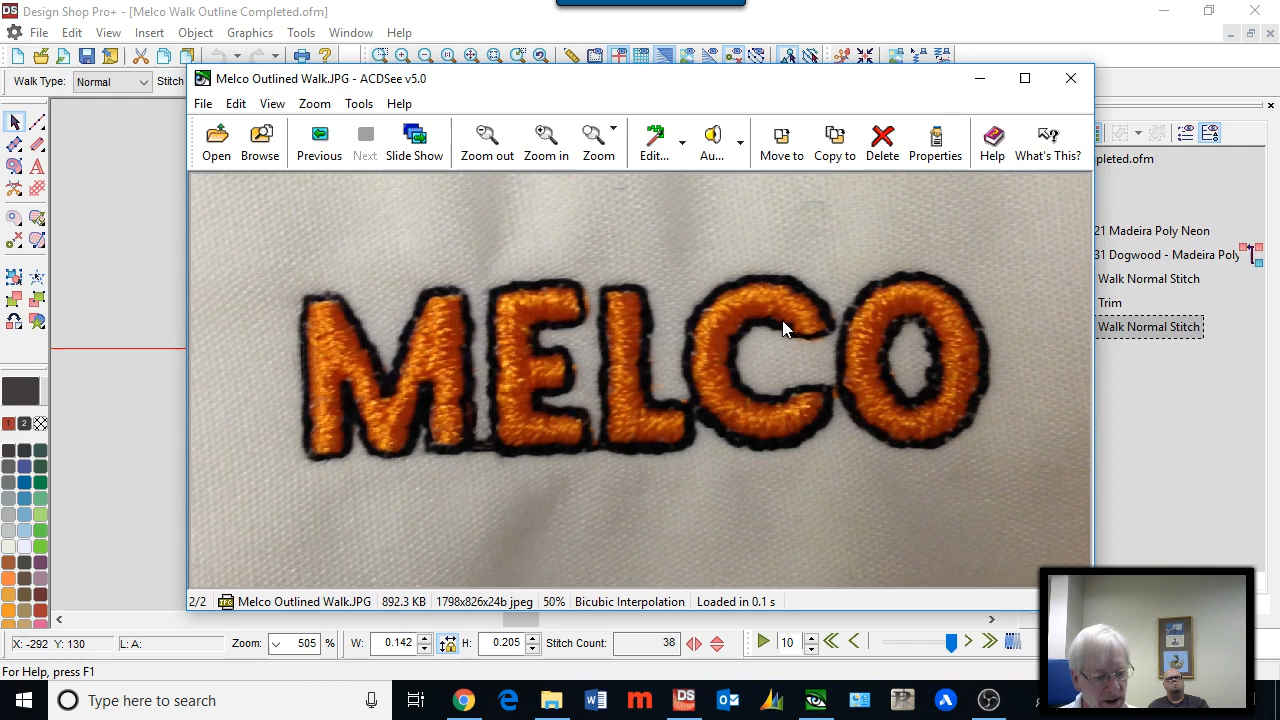 Design Shop Pro+ - [Melco Walk Outline Completed.ofm]
File Edit View Insert Object Graphics Tools Window Help
Walk Type: Normal Stitch
Melco Outlined Walk.JPG - ACDSee v5.0
File Edit View Zoom Tools Help
Open Browse Previous Next Slide Show Zoom out Zoom in Zoom Edit... Au... Move to Copy to Delete Properties Help What's This?
pleted.ofm
21 Madeira Poly Neon
31 Dogwood - Madeira Poly
Walk Normal Stitch
Trim
Walk Normal Stitch
MELCO
1 2
2/2 Melco Outlined Walk.JPG 892.3 KB 1798x826x24b jpeg 50% Bicubic Interpolation Loaded in 0.1 s
X: -292 Y: 130 L: A: Zoom: 505 % W: 0.142 H: 0.205 Stitch Count: 38 10
For Help, press F1
Type here to search